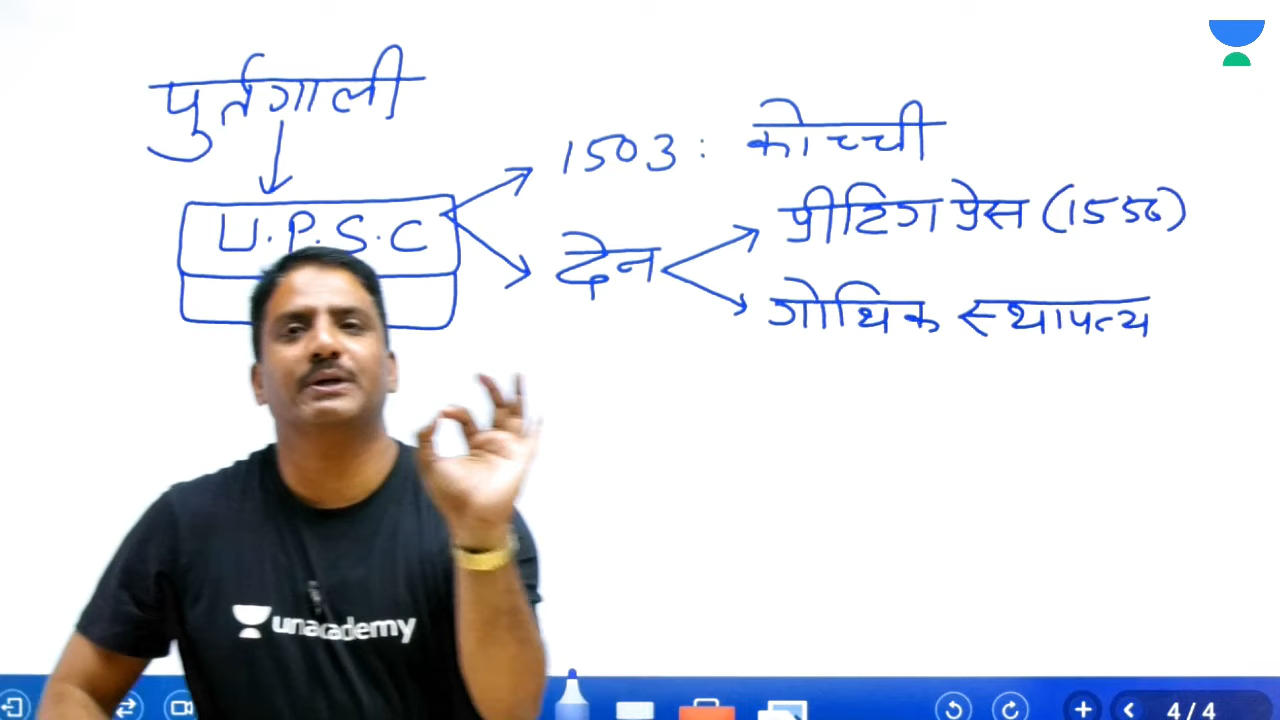 पुर्तगाली
U.P.S.C
1503 : कोच्ची
देन
प्रीटिंग प्रेस (1556)
गोथिक स्थापत्य
unacademy
4 / 4